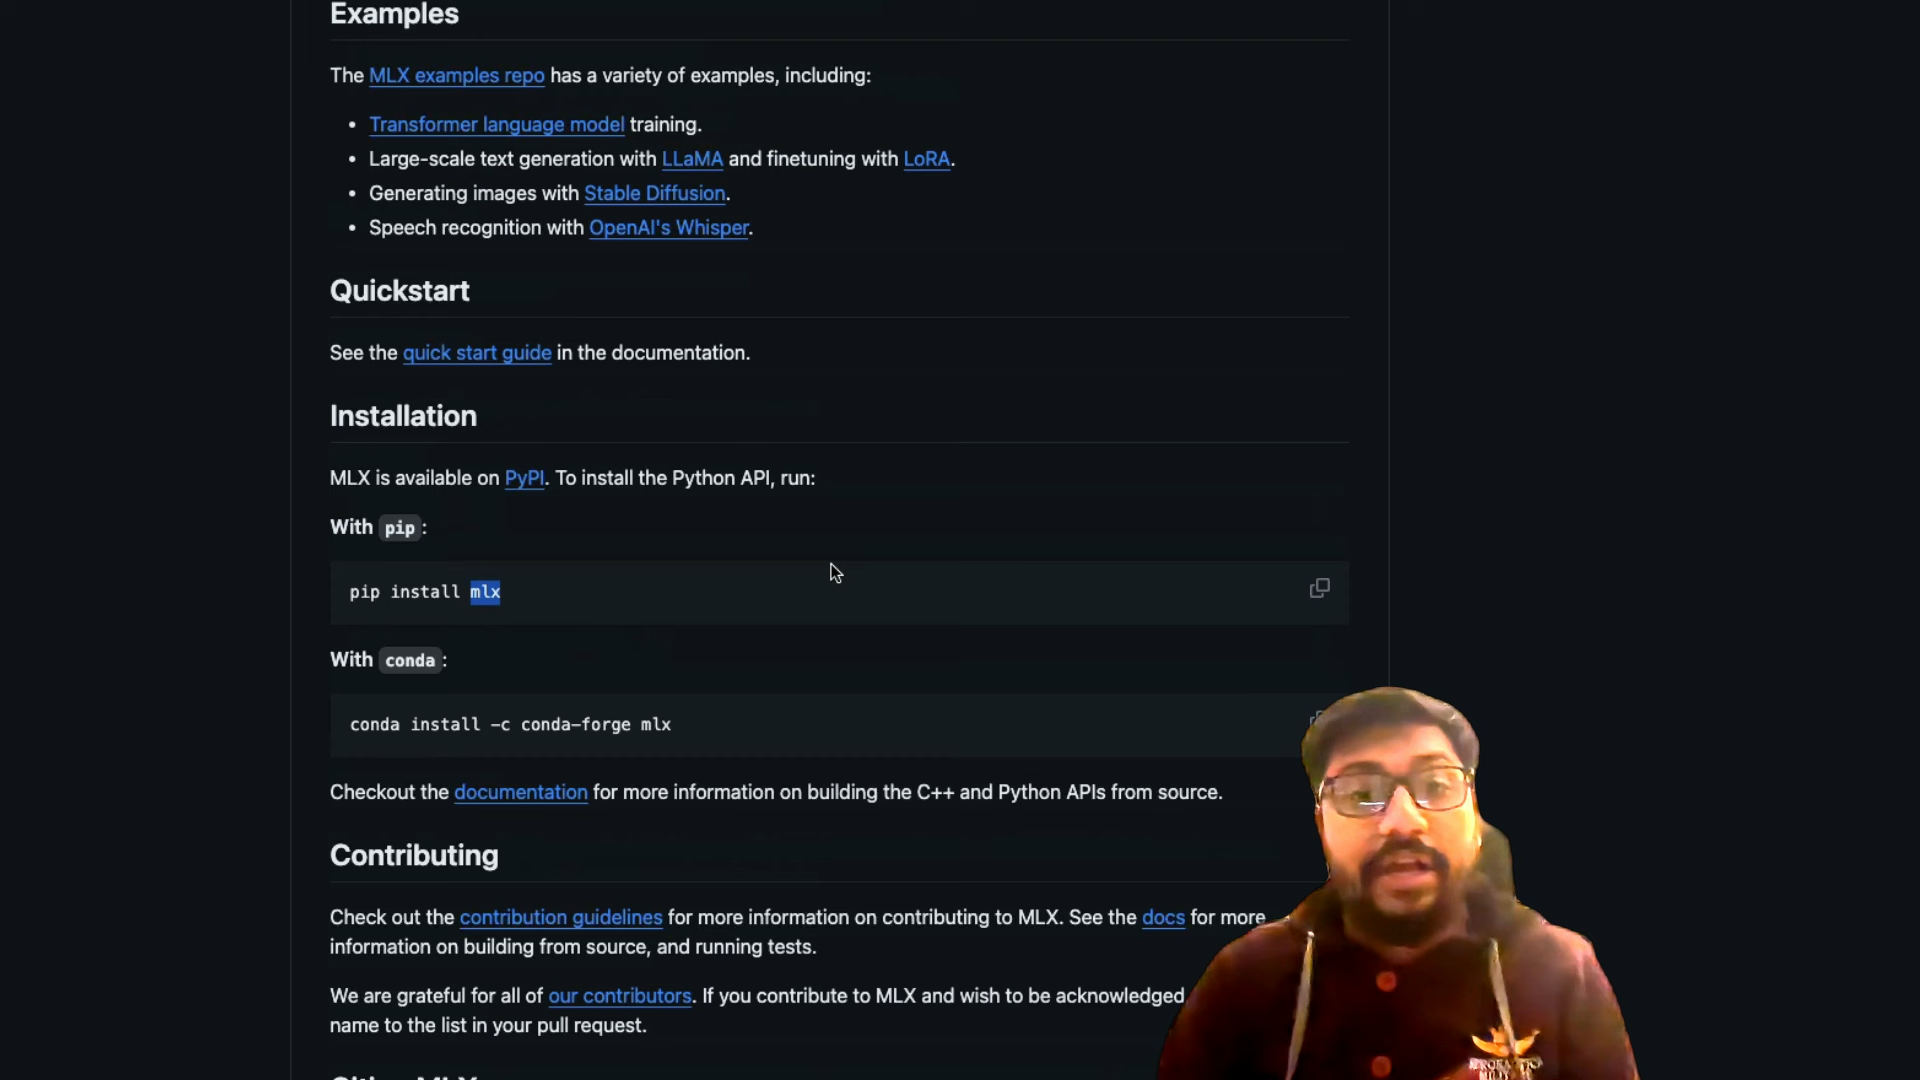 Examples
The MLX examples repo has a variety of examples, including:
• Transformer language model training.
• Large-scale text generation with LLaMA and finetuning with LoRA.
• Generating images with Stable Diffusion.
• Speech recognition with OpenAI's Whisper.
Quickstart
See the quick start guide in the documentation.
Installation
MLX is available on PyPI. To install the Python API, run:
With pip:
pip install mlx
With conda:
conda install -c conda-forge mlx
Checkout the documentation for more information on building the C++ and Python APIs from source.
Contributing
Check out the contribution guidelines for more information on contributing to MLX. See the docs for more
information on building from source, and running tests.
We are grateful for all of our contributors. If you contribute to MLX and wish to be acknowledged
name to the list in your pull request.